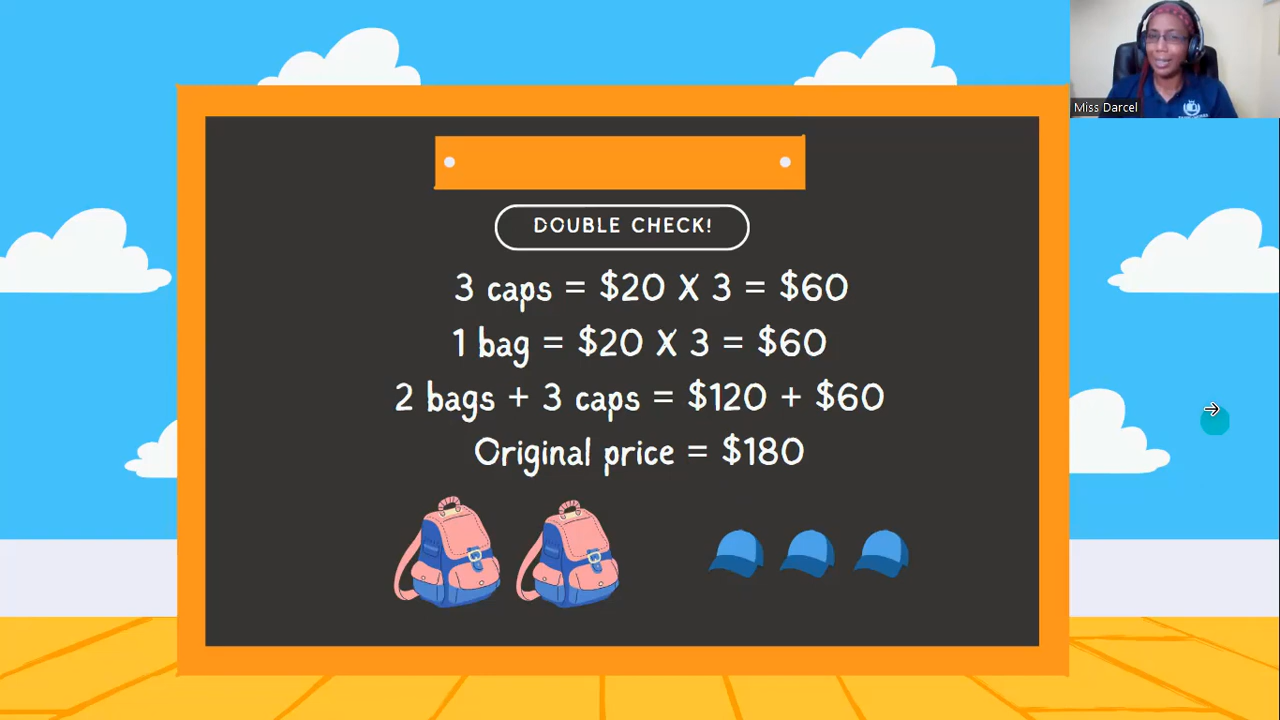 Miss Darcel
DOUBLE CHECK!
3 caps = $20 X 3 = $60
1 bag = $20 X 3 = $60
2 bags + 3 caps = $120 + $60
Original price = $180